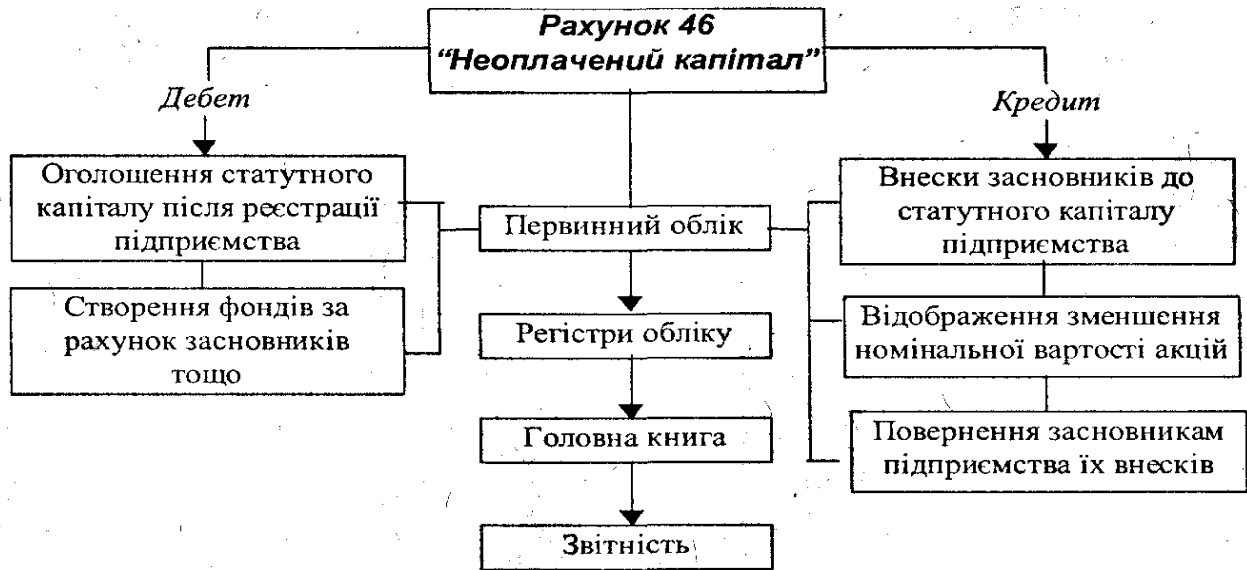 Рахунок 46
“Неоплачений капітал”
Дебет
Кредит
Оголошення статутного
капіталу після реєстрації
підприємства
Створення фондів за
рахунок засновників
тощо
Первинний облік
Регістри обліку
Головна книга
Звітність
Внески засновників до
статутного капіталу
підприємства
Відображення зменшення
номінальної вартості акцій
Повернення засновникам
підприємства їх внесків